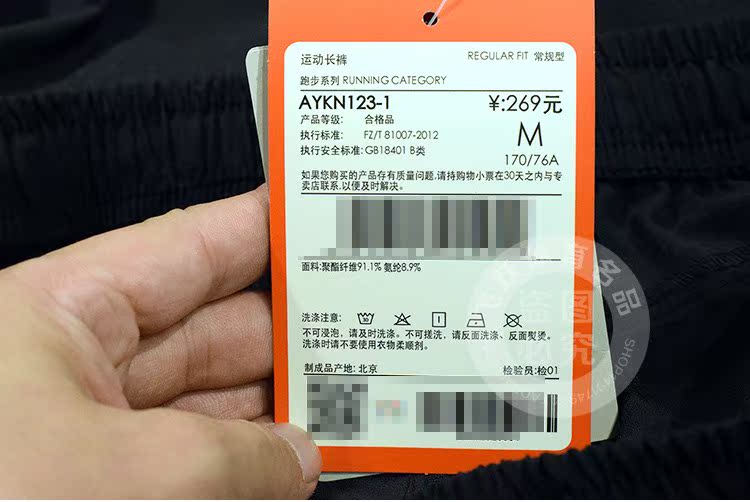 运动长裤 REGULAR FIT 常规型
跑步系列 RUNNING CATEGORY
AYKN123-1 ¥:269元
产品等级: 合格品
执行标准: FZ/T 81007-2012 M
执行安全标准: GB18401 B类 170/76A
如果您购买的产品存有质量问题,请持购物小票在30天之内与专
卖店联系,以便及时解决。
面料:聚酯纤维91.1% 氨纶8.9%
洗涤注意:
不可浸泡，请及时洗涤。不可搓洗，请反面洗涤、反面熨烫。
洗涤时请不要使用衣物柔顺剂。
制成品产地: 北京 检验员:检01